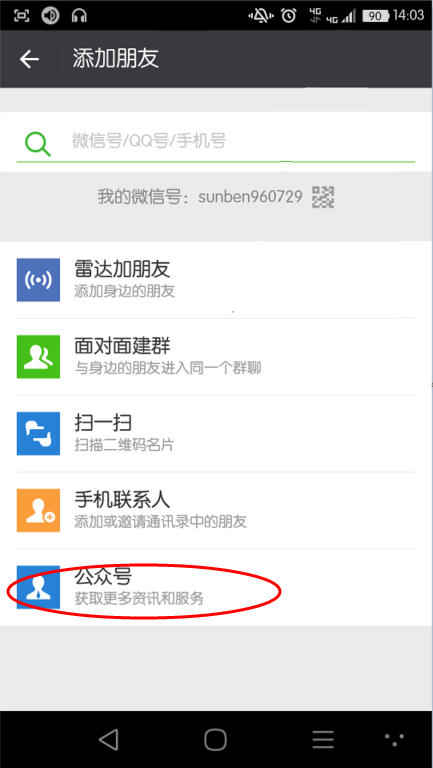 4G 4G 90 14:03
添加朋友
微信号/QQ号/手机号
我的微信号：sunben960729
雷达加朋友
添加身边的朋友
面对面建群
与身边的朋友进入同一个群聊
扫一扫
扫描二维码名片
手机联系人
添加或邀请通讯录中的朋友
公众号
获取更多资讯和服务